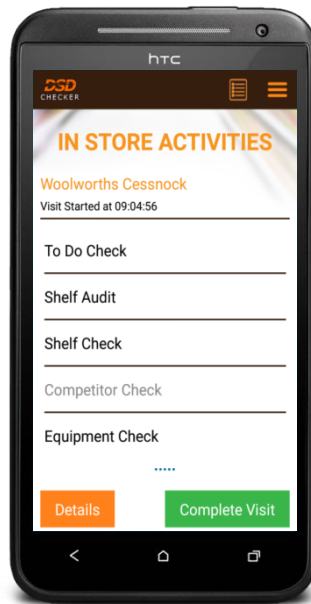 hTC
DSD
CHECKER
IN STORE ACTIVITIES
Woolworths Cessnock
Visit Started at 09:04:56
To Do Check
Shelf Audit
Shelf Check
Competitor Check
Equipment Check
.....
Details
Complete Visit